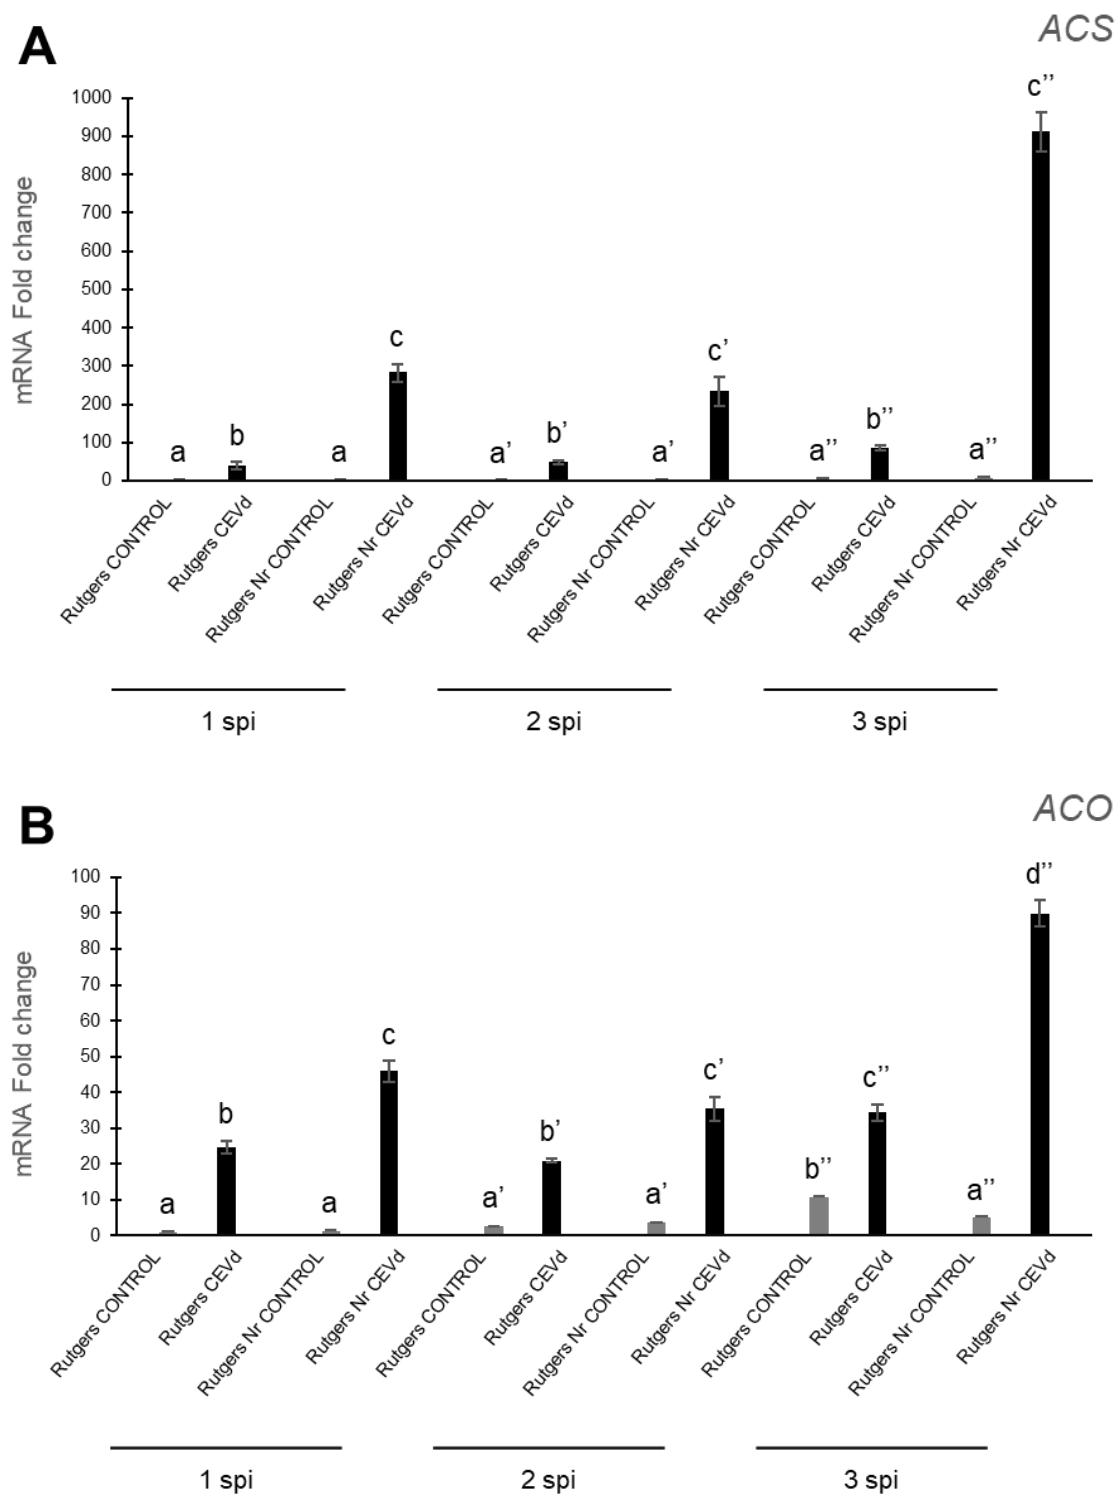 A
ACS
mRNA Fold change
1000
900
800
700
600
500
400
300
200
100
0
a
b
a
c
a’
b’
a’
c’
a’’
b’’
a’’
c’’
Rutgers CONTROL
Rutgers CEVd
Rutgers Nr CONTROL
Rutgers Nr CEVd
Rutgers CONTROL
Rutgers CEVd
Rutgers Nr CONTROL
Rutgers Nr CEVd
Rutgers CONTROL
Rutgers CEVd
Rutgers Nr CONTROL
Rutgers Nr CEVd
1 spi
2 spi
3 spi
B
ACO
mRNA Fold change
100
90
80
70
60
50
40
30
20
10
0
a
b
a
c
a’
b’
a’
c’
b’’
c’’
a’’
d’’
Rutgers CONTROL
Rutgers CEVd
Rutgers Nr CONTROL
Rutgers Nr CEVd
Rutgers CONTROL
Rutgers CEVd
Rutgers Nr CONTROL
Rutgers Nr CEVd
Rutgers CONTROL
Rutgers CEVd
Rutgers Nr CONTROL
Rutgers Nr CEVd
1 spi
2 spi
3 spi